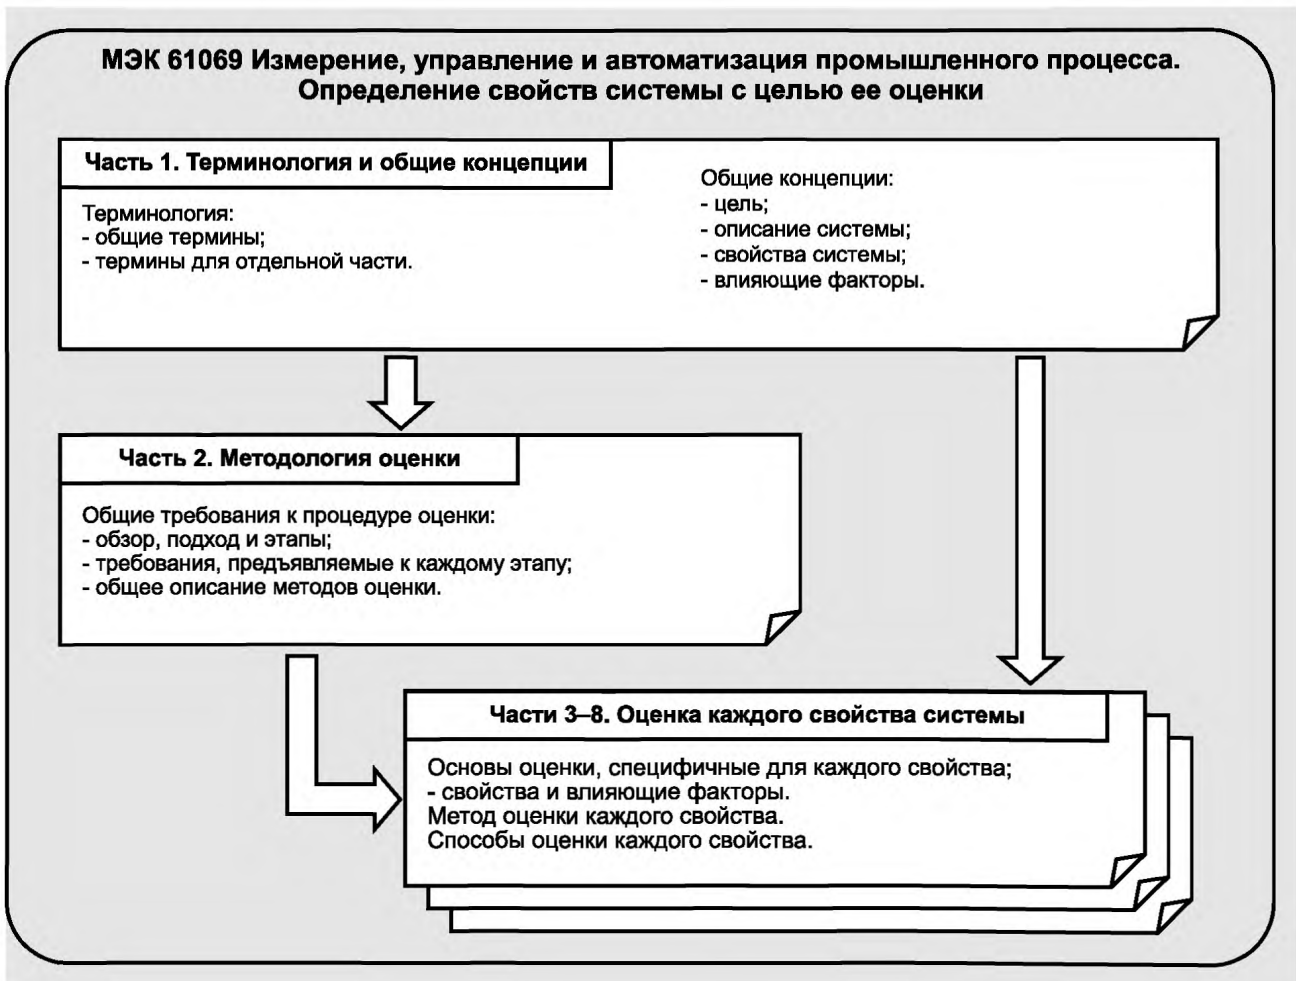 МЭК 61069 Измерение, управление и автоматизация промышленного процесса.
Определение свойств системы с целью ее оценки
Часть 1. Терминология и общие концепции
Терминология:
- общие термины;
- термины для отдельной части.
Общие концепции:
- цель;
- описание системы;
- свойства системы;
- влияющие факторы.
Часть 2. Методология оценки
Общие требования к процедуре оценки:
- обзор, подход и этапы;
- требования, предъявляемые к каждому этапу;
- общее описание методов оценки.
Части 3–8. Оценка каждого свойства системы
Основы оценки, специфичные для каждого свойства;
- свойства и влияющие факторы.
Метод оценки каждого свойства.
Способы оценки каждого свойства.